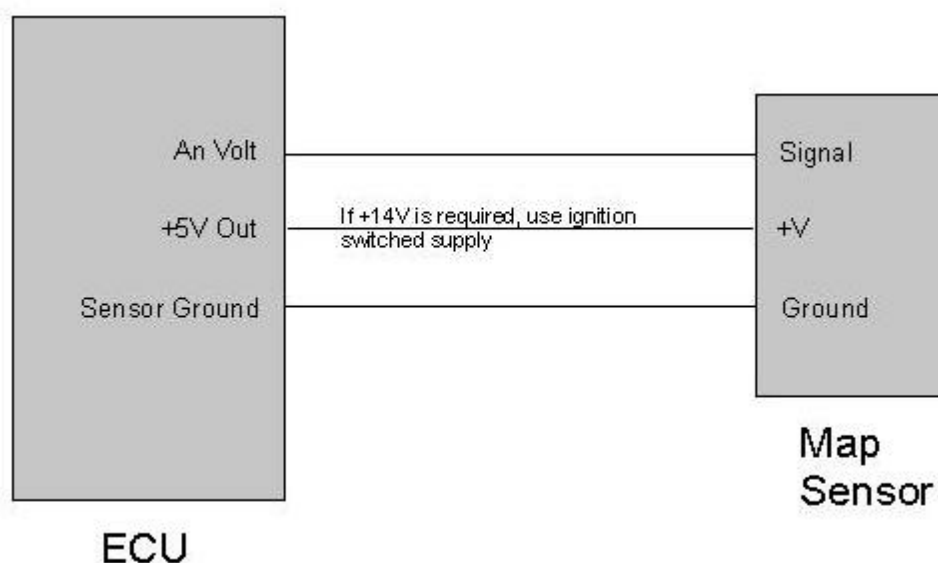 An Volt
Signal
If +14V is required, use ignition
switched supply
+5V Out
+V
Sensor Ground
Ground
Map
Sensor
ECU